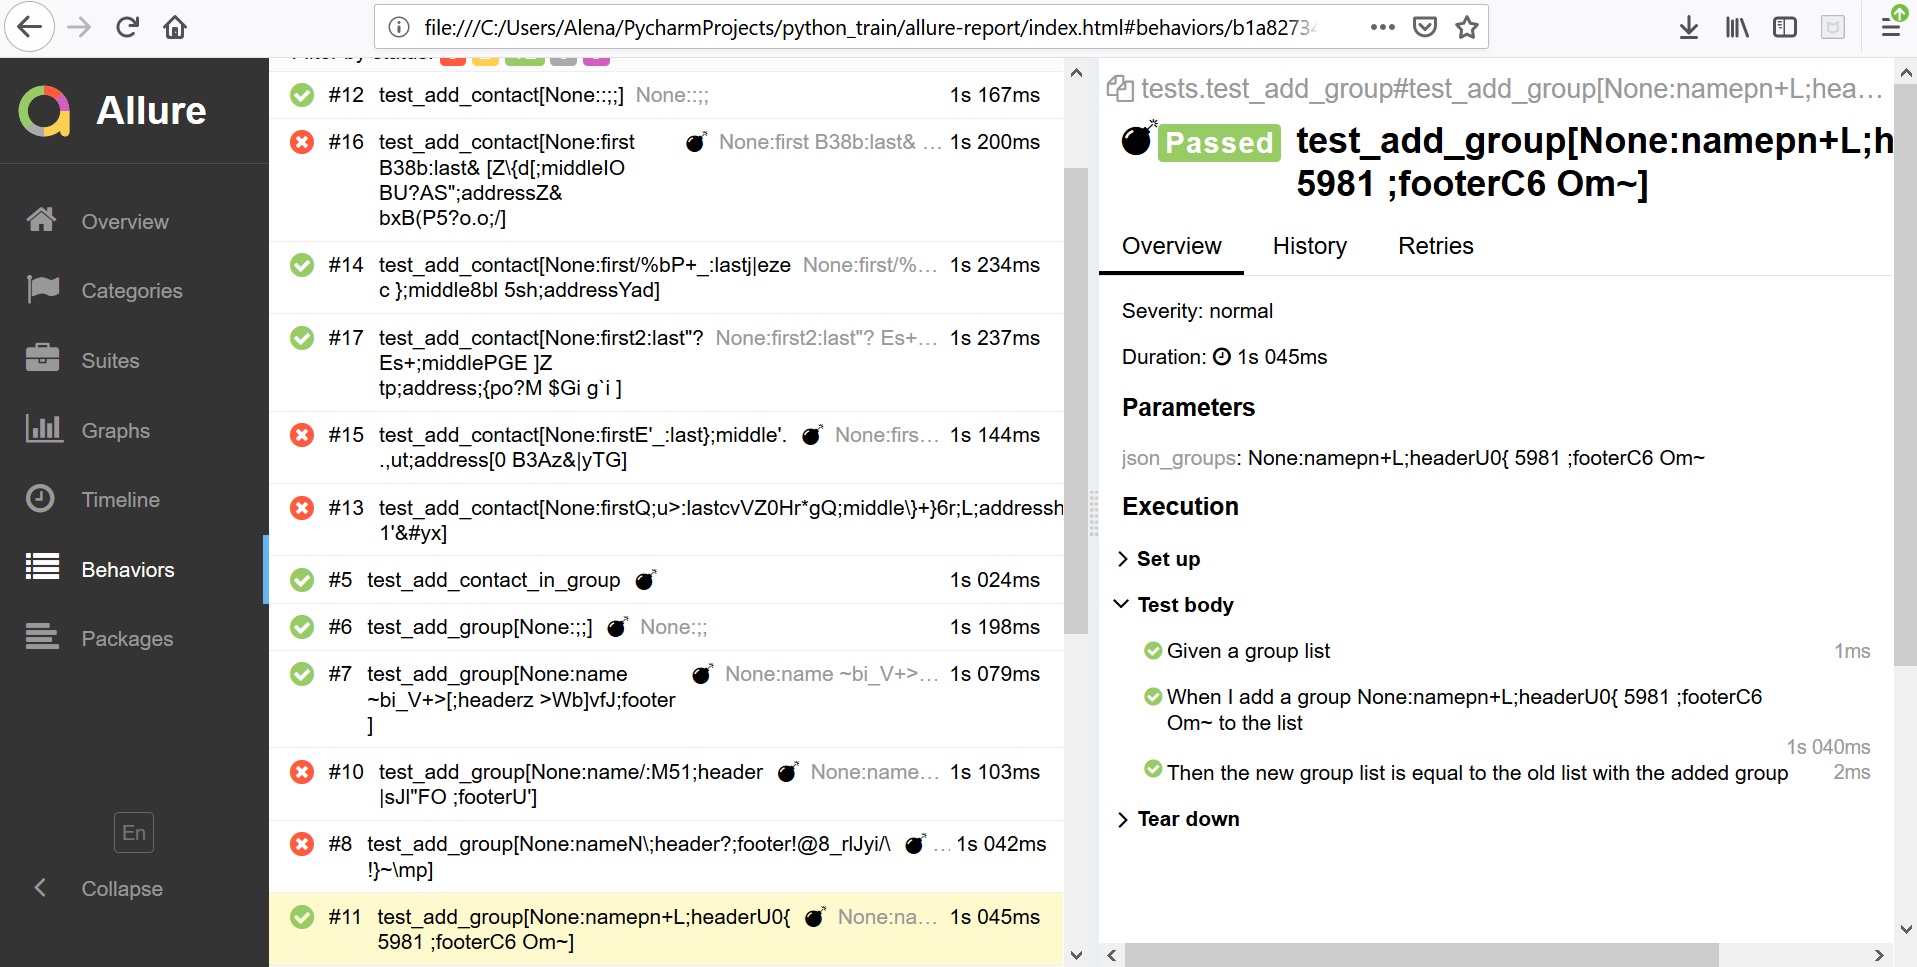 file:///C:/Users/Alena/PycharmProjects/python_train/allure-report/index.html#behaviors/b1a8273
Allure
Overview
Categories
Suites
Graphs
Timeline
Behaviors
Packages
En
Collapse
#12 test_add_contact[None::;;] None::;; 1s 167ms
#16 test_add_contact[None:first None:first B38b:last& ... 1s 200ms
B38b:last& [Z\{d[;middleIO
BU?AS";addressZ&
bxB(P5?o.o;/]
#14 test_add_contact[None:first/%bP+_:lastj|eze None:first/%... 1s 234ms
c };middle8bl 5sh;addressYad]
#17 test_add_contact[None:first2:last"? None:first2:last"? Es+... 1s 237ms
Es+;middlePGE ]Z
tp;address;{po?M $Gi g`i ]
#15 test_add_contact[None:firstE'_:last};middle'. None:firs... 1s 144ms
.,ut;address[0 B3Az&|yTG]
#13 test_add_contact[None:firstQ;u>:lastcvVZ0Hr*gQ;middle\}+}6r;L;addressh
1'&#yx]
#5 test_add_contact_in_group 1s 024ms
#6 test_add_group[None:;;] None:;; 1s 198ms
#7 test_add_group[None:name None:name ~bi_V+>... 1s 079ms
~bi_V+>[;headerz >Wb]vfJ;footer
]
#10 test_add_group[None:name/:M51;header None:name... 1s 103ms
|sJl"FO ;footerU']
#8 test_add_group[None:nameN\;header?;footer!@8_rlJyi/\ ... 1s 042ms
!}~\mp]
#11 test_add_group[None:namepn+L;headerU0{ None:na... 1s 045ms
5981 ;footerC6 Om~]
tests.test_add_group#test_add_group[None:namepn+L;hea...
Passed test_add_group[None:namepn+L;h
5981 ;footerC6 Om~]
Overview History Retries
Severity: normal
Duration: 1s 045ms
Parameters
json_groups: None:namepn+L;headerU0{ 5981 ;footerC6 Om~
Execution
Set up
Test body
Given a group list 1ms
When I add a group None:namepn+L;headerU0{ 5981 ;footerC6
Om~ to the list
1s 040ms
Then the new group list is equal to the old list with the added group 2ms
Tear down